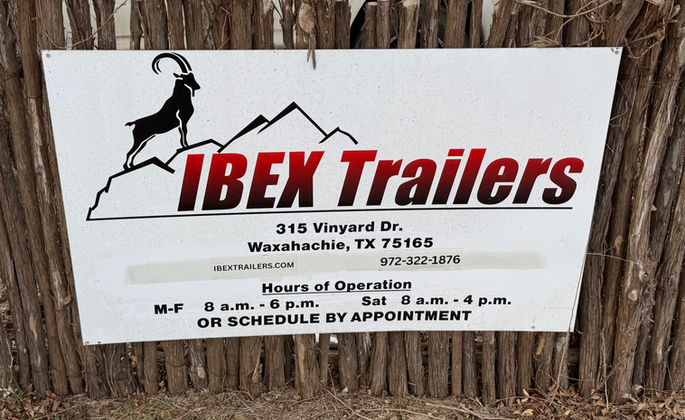 IBEX Trailers
315 Vinyard Dr.
Waxahachie, TX 75165
IBEXTRAILERS.COM 972-322-1876
Hours of Operation
M-F 8 a.m. - 6 p.m. Sat 8 a.m. - 4 p.m.
OR SCHEDULE BY APPOINTMENT